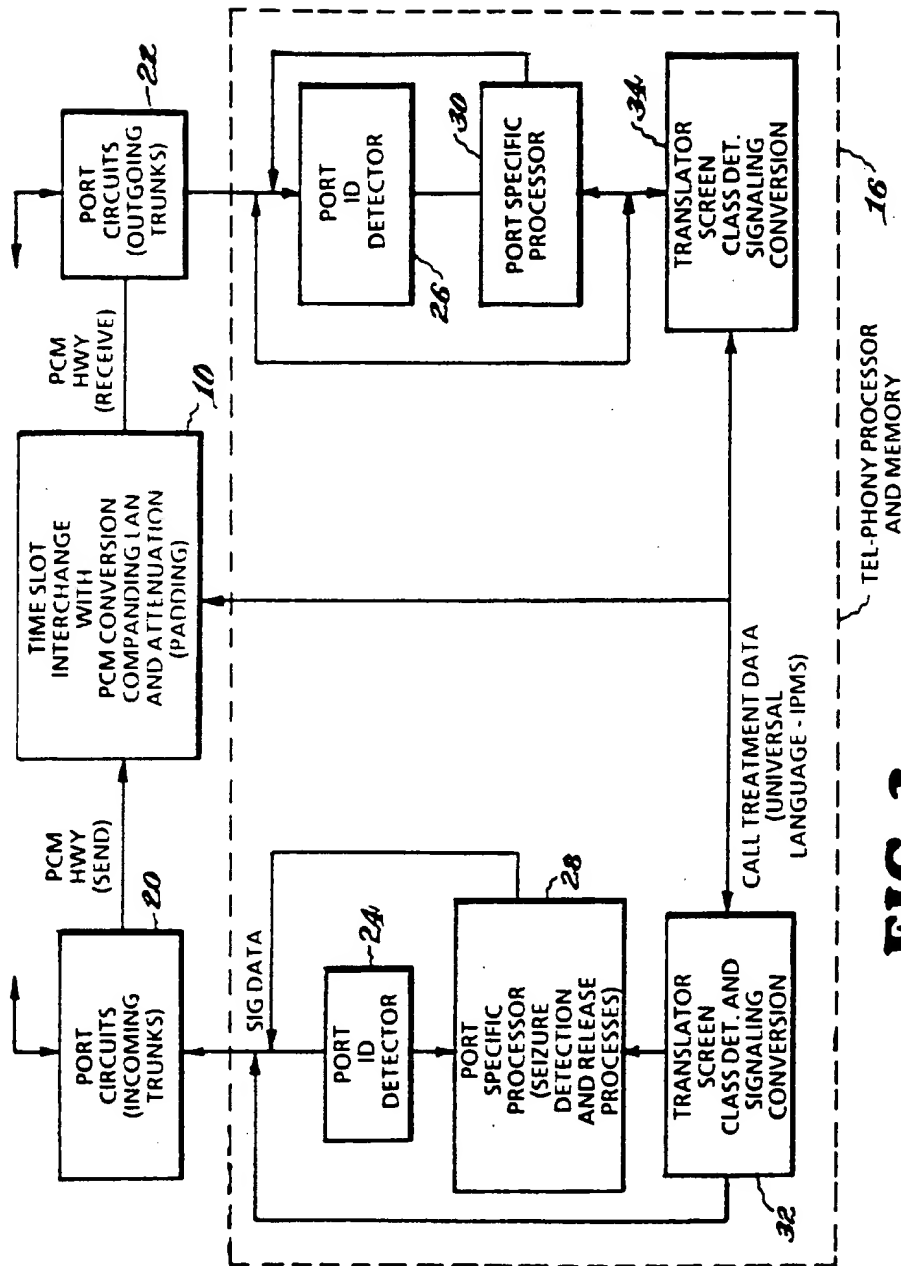 PORT
CIRCUITS
(INCOMING
TRUNKS)
20
PCM
HWY
(SEND)
TIME SLOT
INTERCHANGE
WITH
PCM CONVERSION
COMPANDING LAN
AND ATTENUATION
(PADDING)
10
PCM
HWY
(RECEIVE)
PORT
CIRCUITS
(OUTGOING
TRUNKS)
22
SIG DATA
PORT
ID
DETECTOR
24
PORT
SPECIFIC
PROCESSOR
(SEIZURE
DETECTION
AND RELEASE
PROCESSES)
28
TRANSLATOR
SCREEN
CLASS DET. AND
SIGNALING
CONVERSION
32
CALL TREATMENT DATA
(UNIVERSAL
LANGUAGE - IPMS)
PORT
ID
DETECTOR
26
PORT SPECIFIC
PROCESSOR
30
TRANSLATOR
SCREEN
CLASS DET.
SIGNALING
CONVERSION
34
TEL-PHONY PROCESSOR
AND MEMORY
16